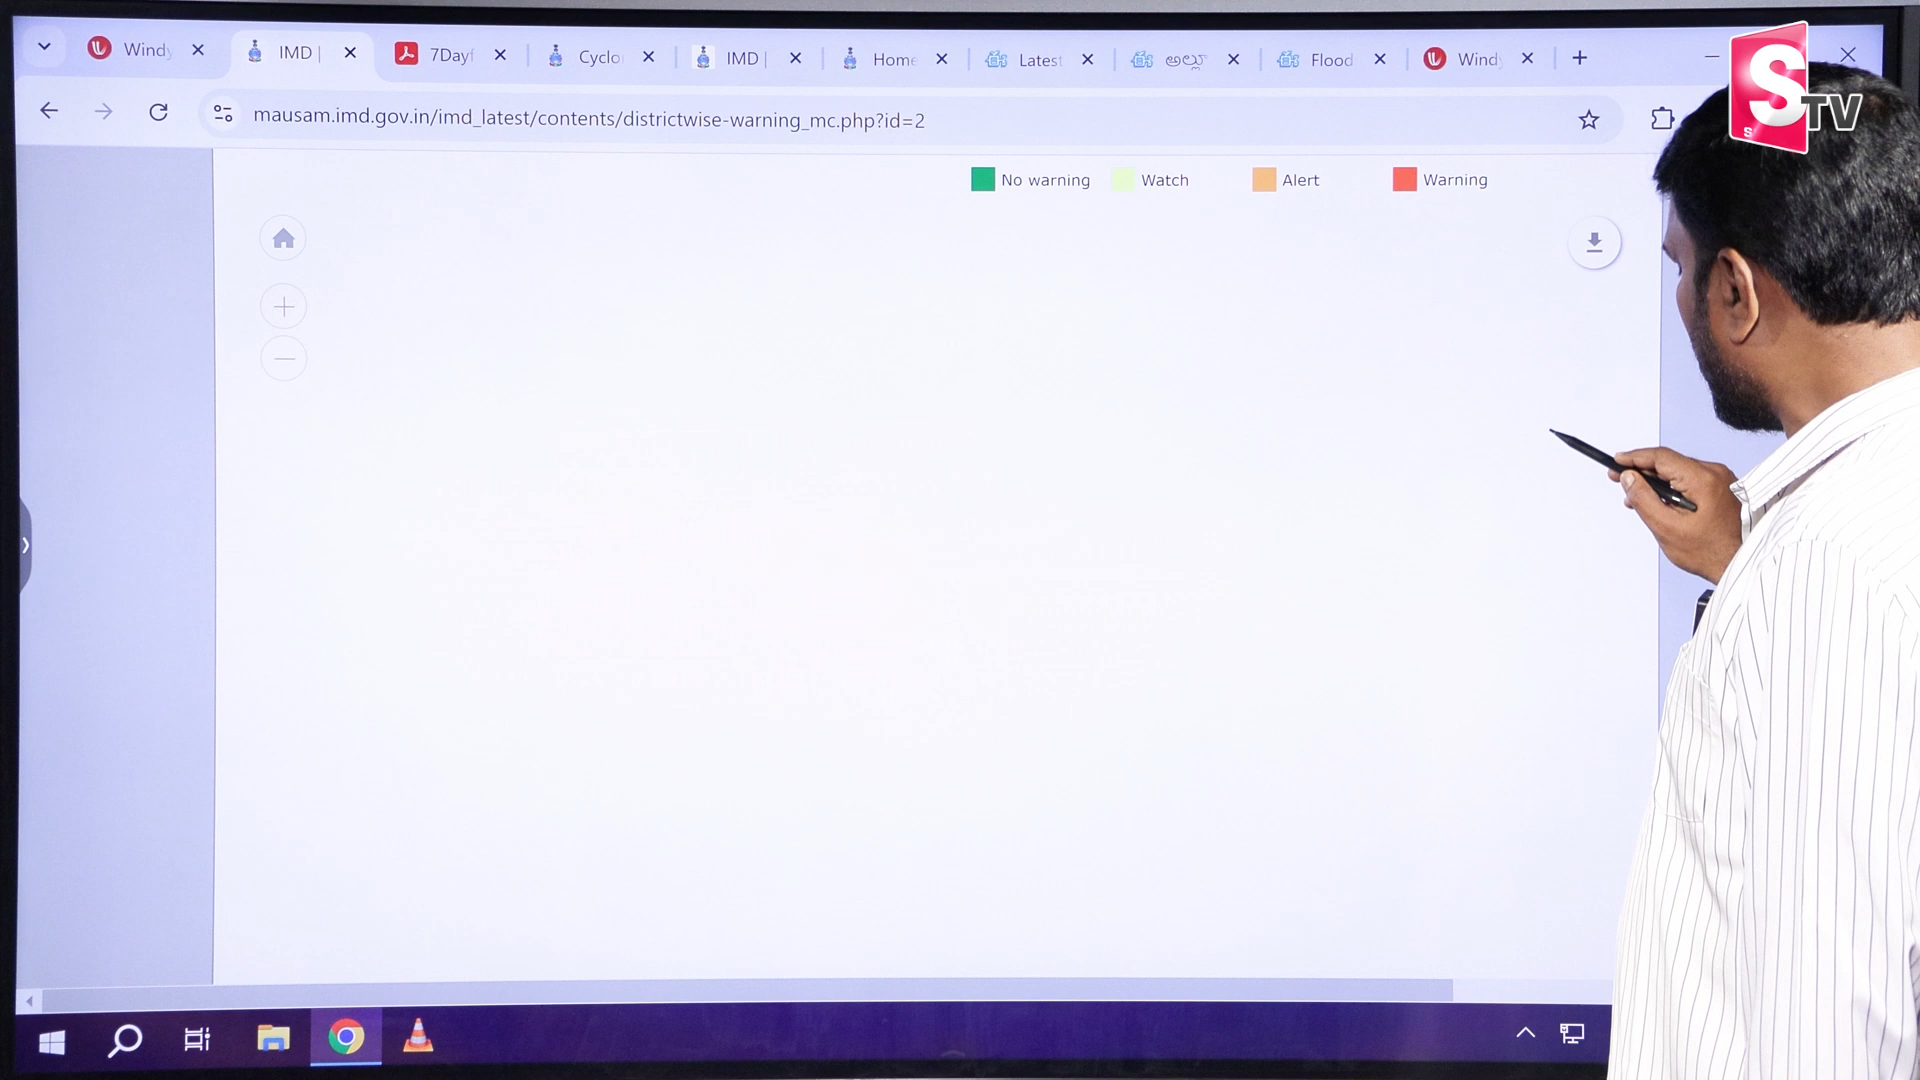 Windy
IMD |
7Dayf
Cyclo
IMD |
Home
Latest
అల్లూ
Flood
Windy
mausam.imd.gov.in/imd_latest/contents/districtwise-warning_mc.php?id=2
No warning
Watch
Alert
Warning
S TV
S